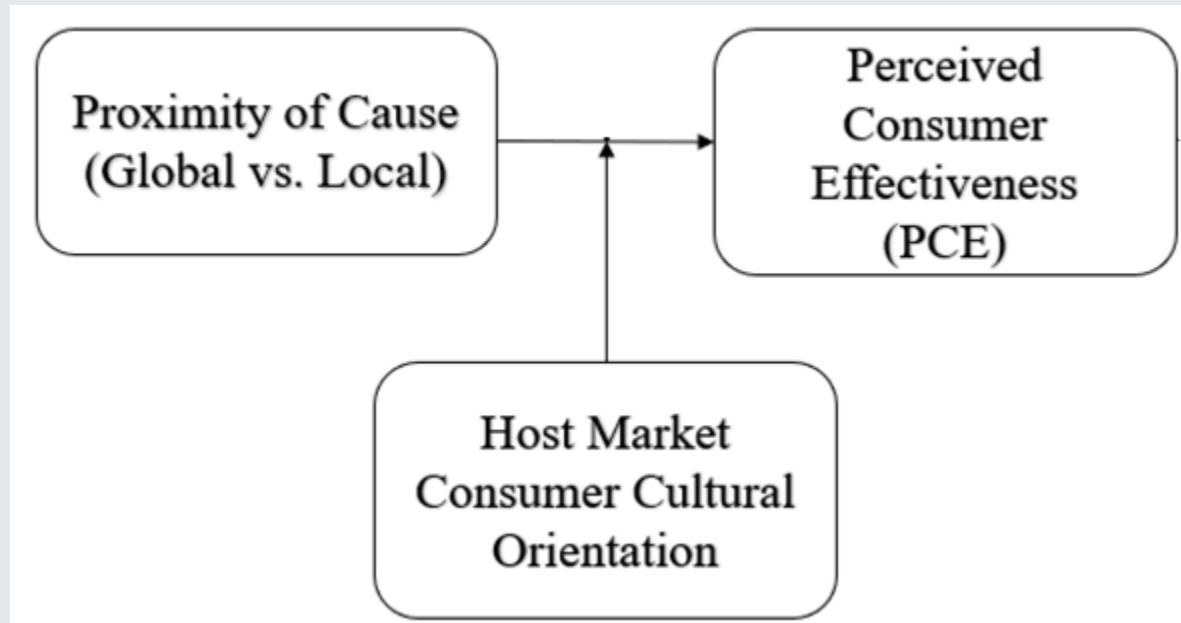 Proximity of Cause
(Global vs. Local)
Perceived
Consumer
Effectiveness
(PCE)
Host Market
Consumer Cultural
Orientation